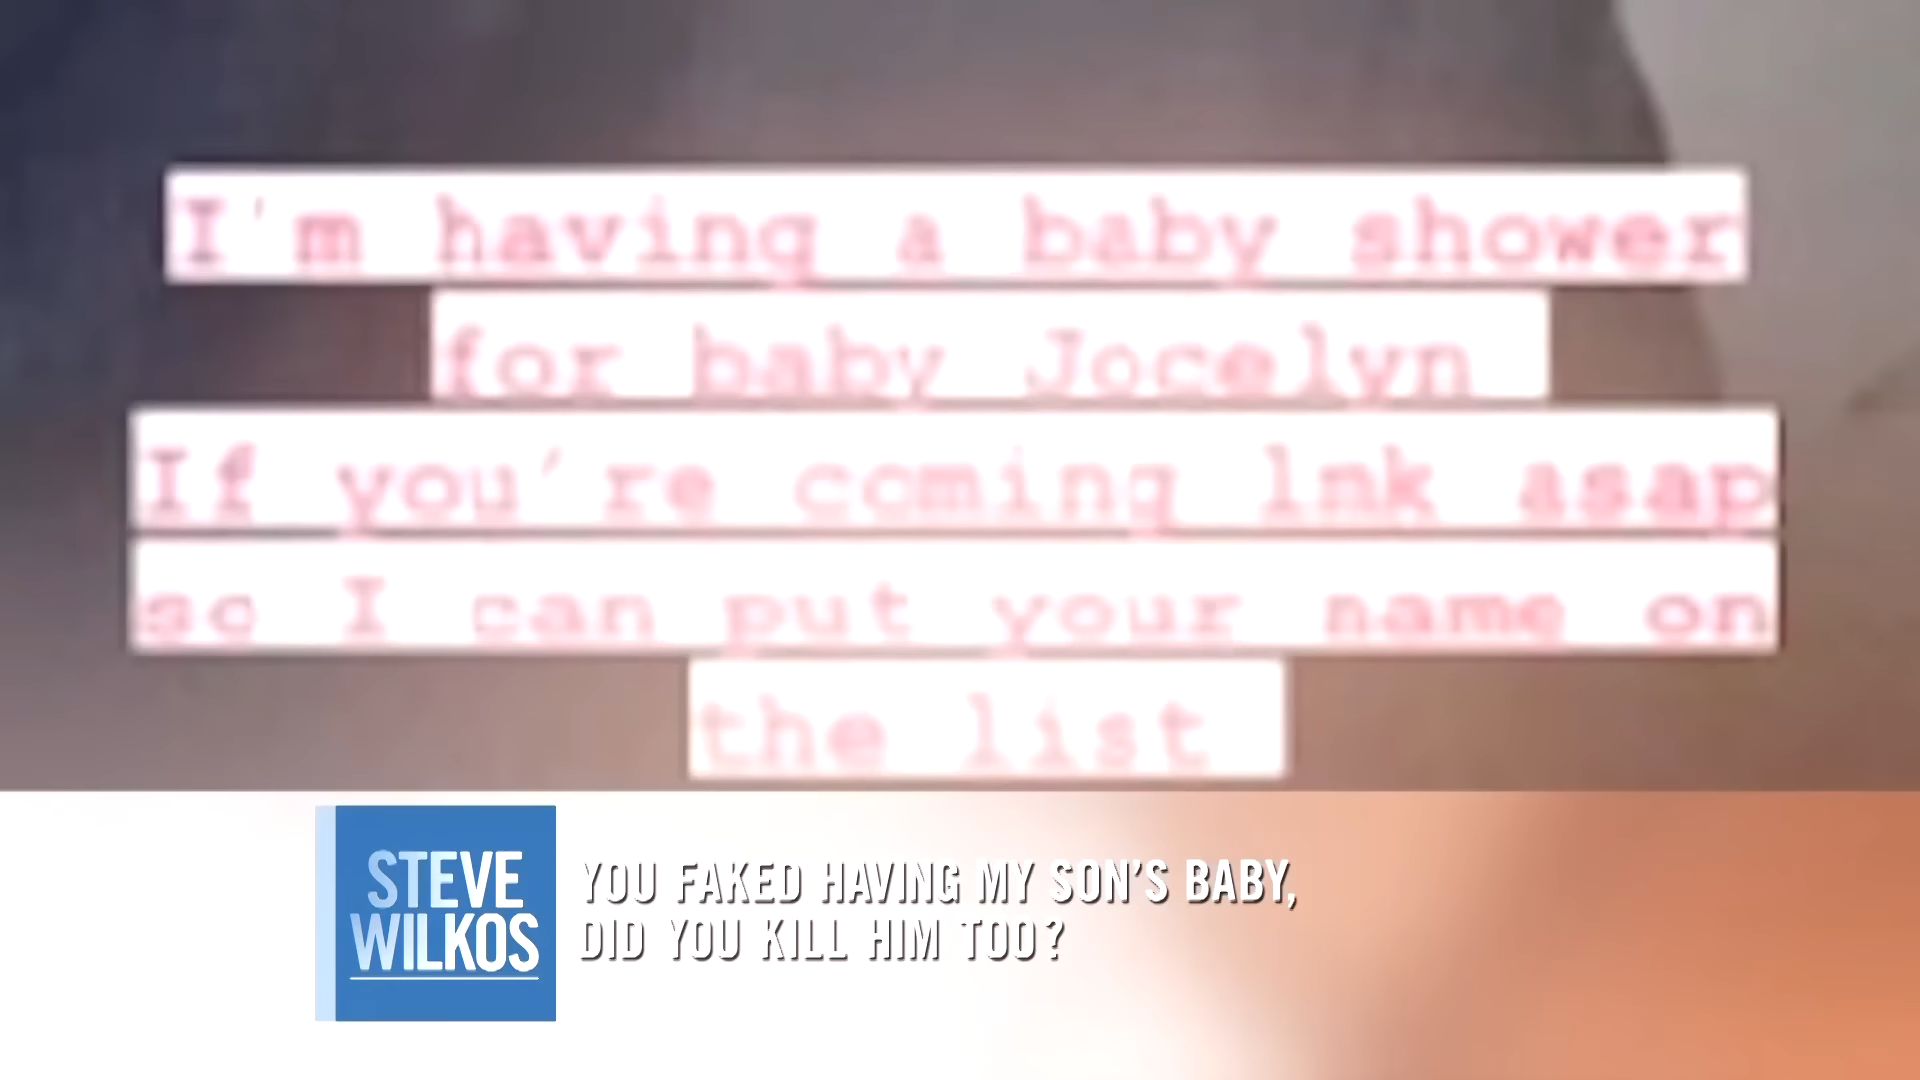 I'm having a baby shower
for baby Jocelyn
If you're coming lmk asap
so I can put your name on
the list
STEVE
WILKOS
YOU FAKED HAVING MY SON'S BABY,
DID YOU KILL HIM TOO?